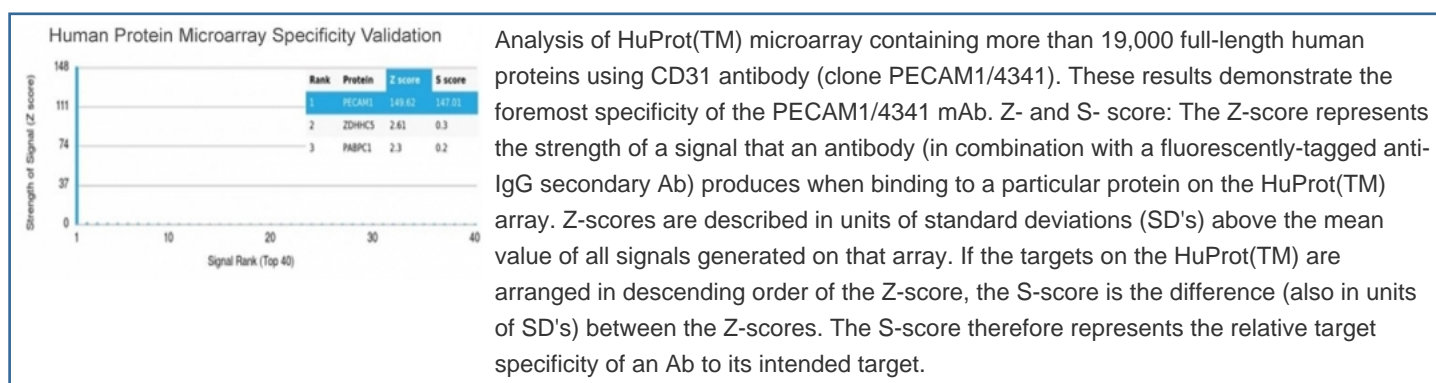 Human Protein Microarray Specificity Validation
Strength of Signal (Z score)
148
111
74
37
0
1 10 20 30 40
Signal Rank (Top 40)
Rank Protein Z score S score
1 PECAM1 149.62 147.01
2 ZDHHC5 2.61 0.3
3 PABPC1 2.3 0.2
Analysis of HuProt(TM) microarray containing more than 19,000 full-length human
proteins using CD31 antibody (clone PECAM1/4341). These results demonstrate the
foremost specificity of the PECAM1/4341 mAb. Z- and S- score: The Z-score represents
the strength of a signal that an antibody (in combination with a fluorescently-tagged anti-
IgG secondary Ab) produces when binding to a particular protein on the HuProt(TM)
array. Z-scores are described in units of standard deviations (SD's) above the mean
value of all signals generated on that array. If the targets on the HuProt(TM) are
arranged in descending order of the Z-score, the S-score is the difference (also in units
of SD's) between the Z-scores. The S-score therefore represents the relative target
specificity of an Ab to its intended target.